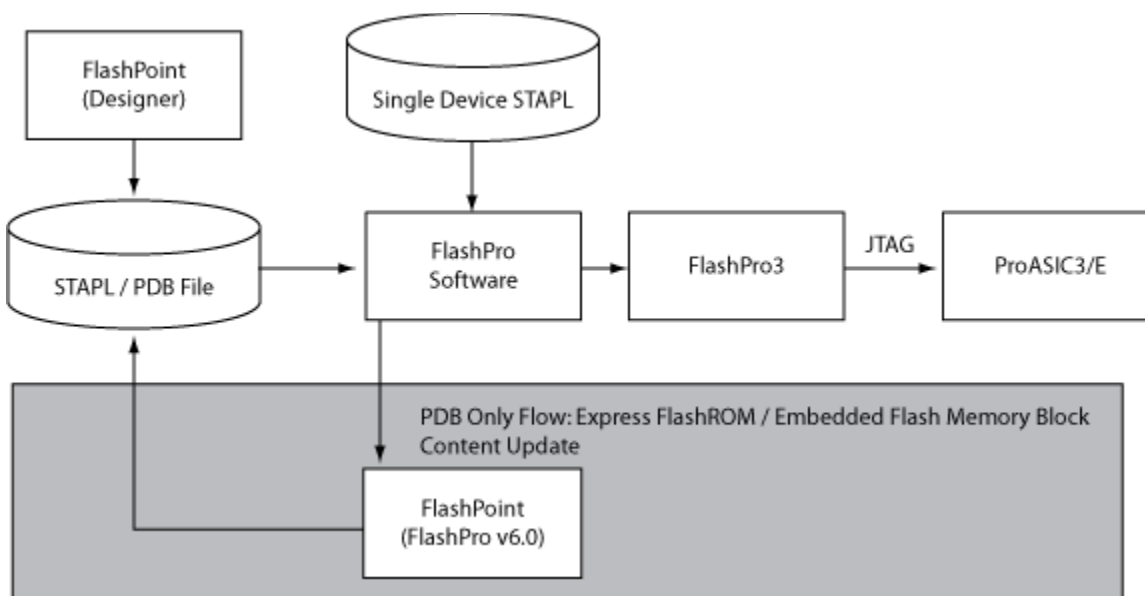 FlashPoint
(Designer)
Single Device STAPL
STAPL / PDB File
FlashPro
Software
FlashPro3
JTAG
ProASIC3/E
PDB Only Flow: Express FlashROM / Embedded Flash Memory Block
Content Update
FlashPoint
(FlashPro v6.0)